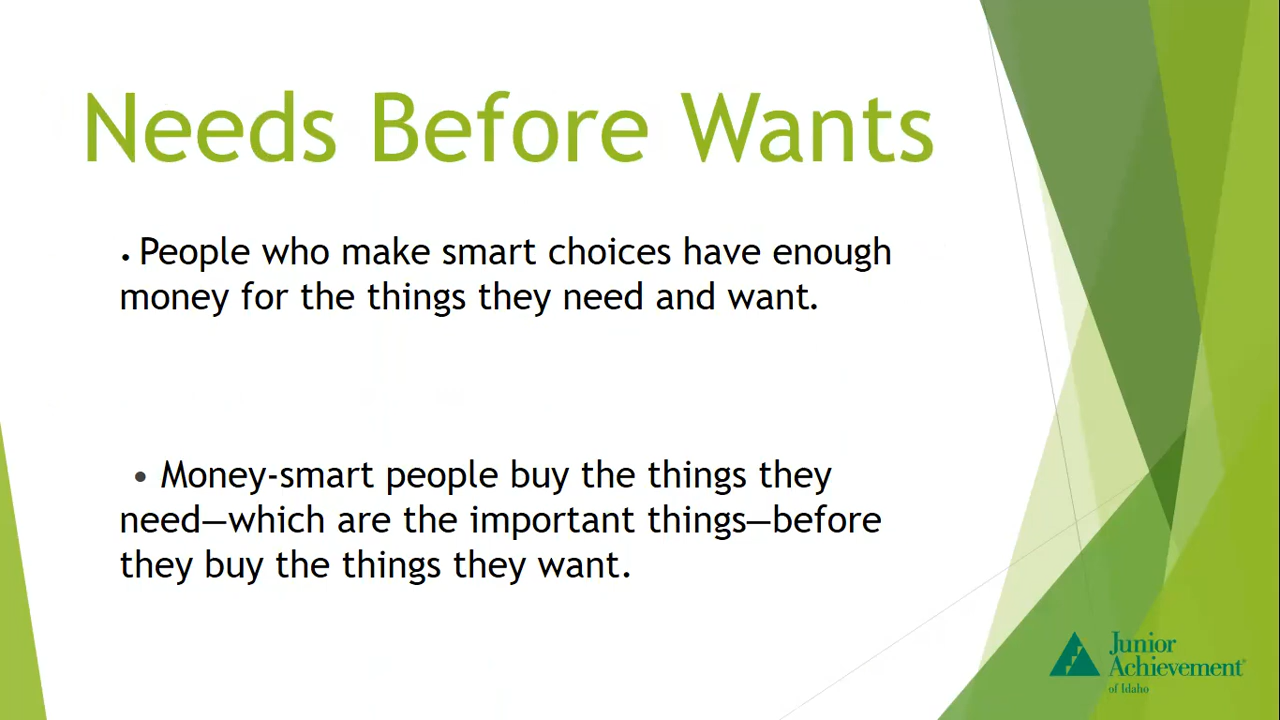 Needs Before Wants
• People who make smart choices have enough
money for the things they need and want.
• Money-smart people buy the things they
need—which are the important things—before
they buy the things they want.
Junior
Achievement®
of Idaho